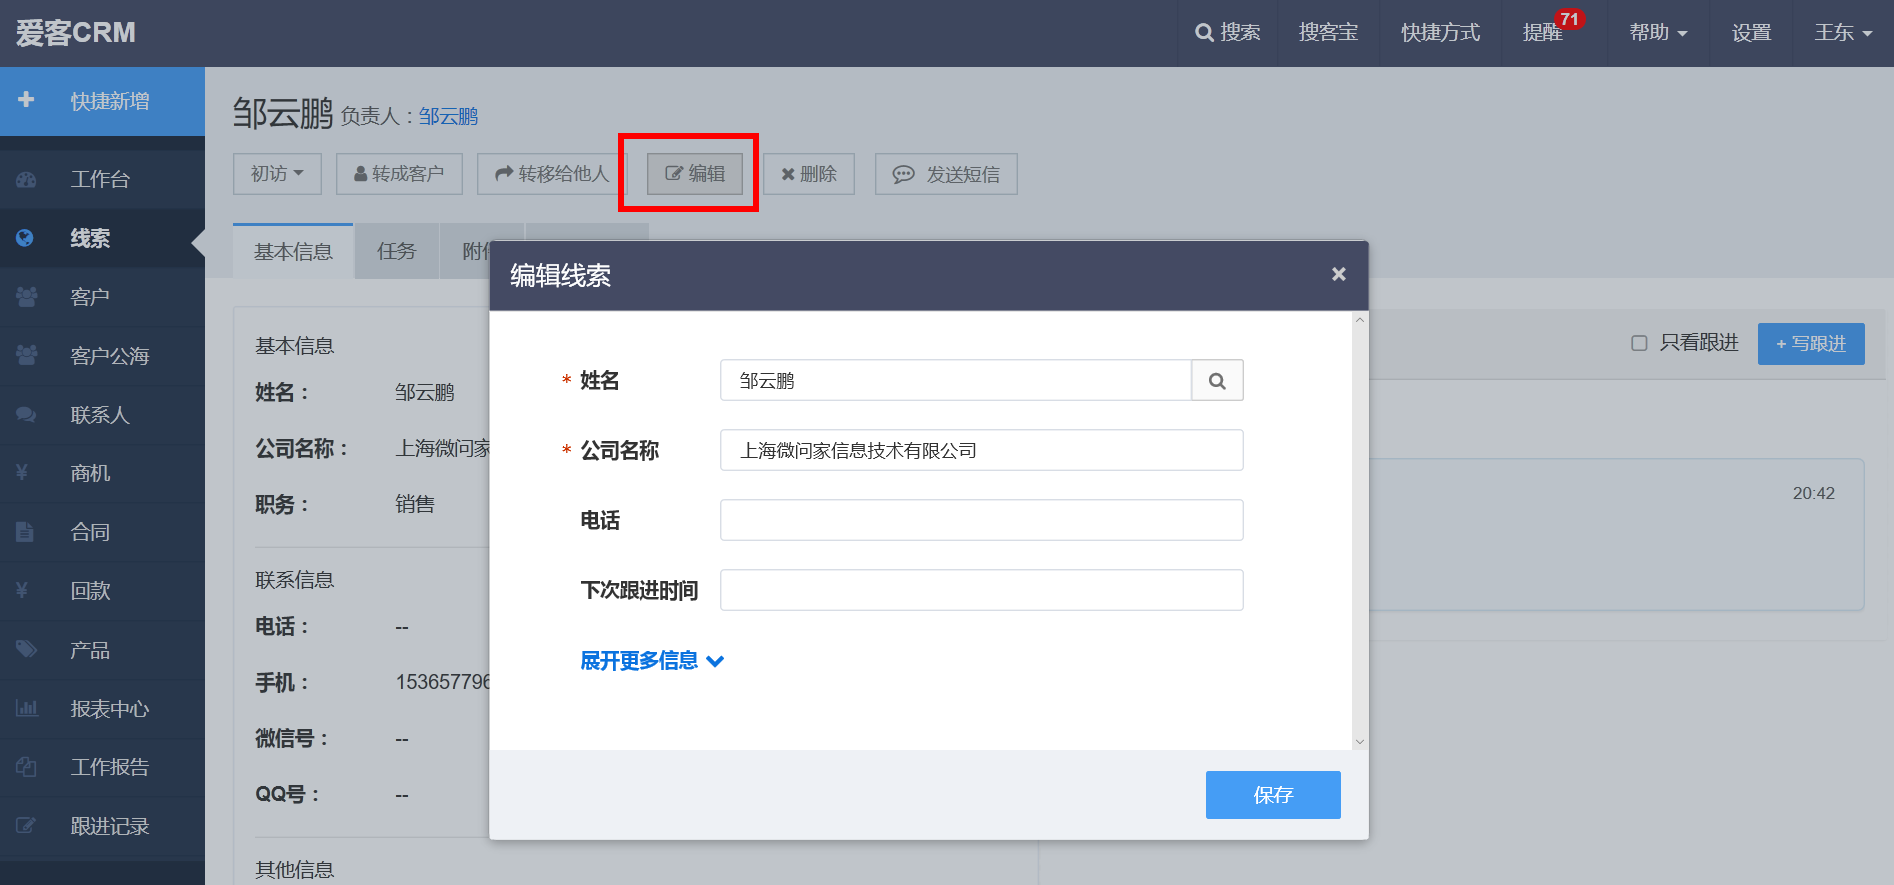 爱客CRM
搜索
搜客宝
快捷方式
提醒
71
帮助
设置
王东
快捷新增
工作台
线索
客户
客户公海
联系人
商机
合同
回款
产品
报表中心
工作报告
跟进记录
邹云鹏 负责人：邹云鹏
初访
转成客户
转移给他人
编辑
删除
发送短信
基本信息
任务
附
基本信息
姓名： 邹云鹏
公司名称： 上海微问家
职务： 销售
联系信息
电话： --
手机： 153657796
微信号： --
QQ号： --
其他信息
只看跟进
+ 写跟进
20:42
编辑线索
* 姓名 邹云鹏
* 公司名称 上海微问家信息技术有限公司
电话
下次跟进时间
展开更多信息
保存